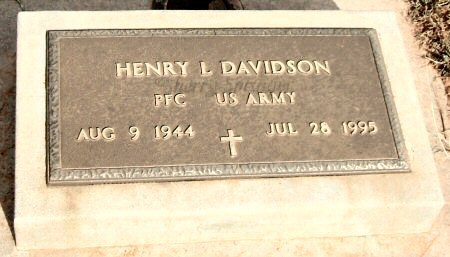 HENRY L DAVIDSON
PFC US ARMY
AUG 9 1944 JUL 28 1995